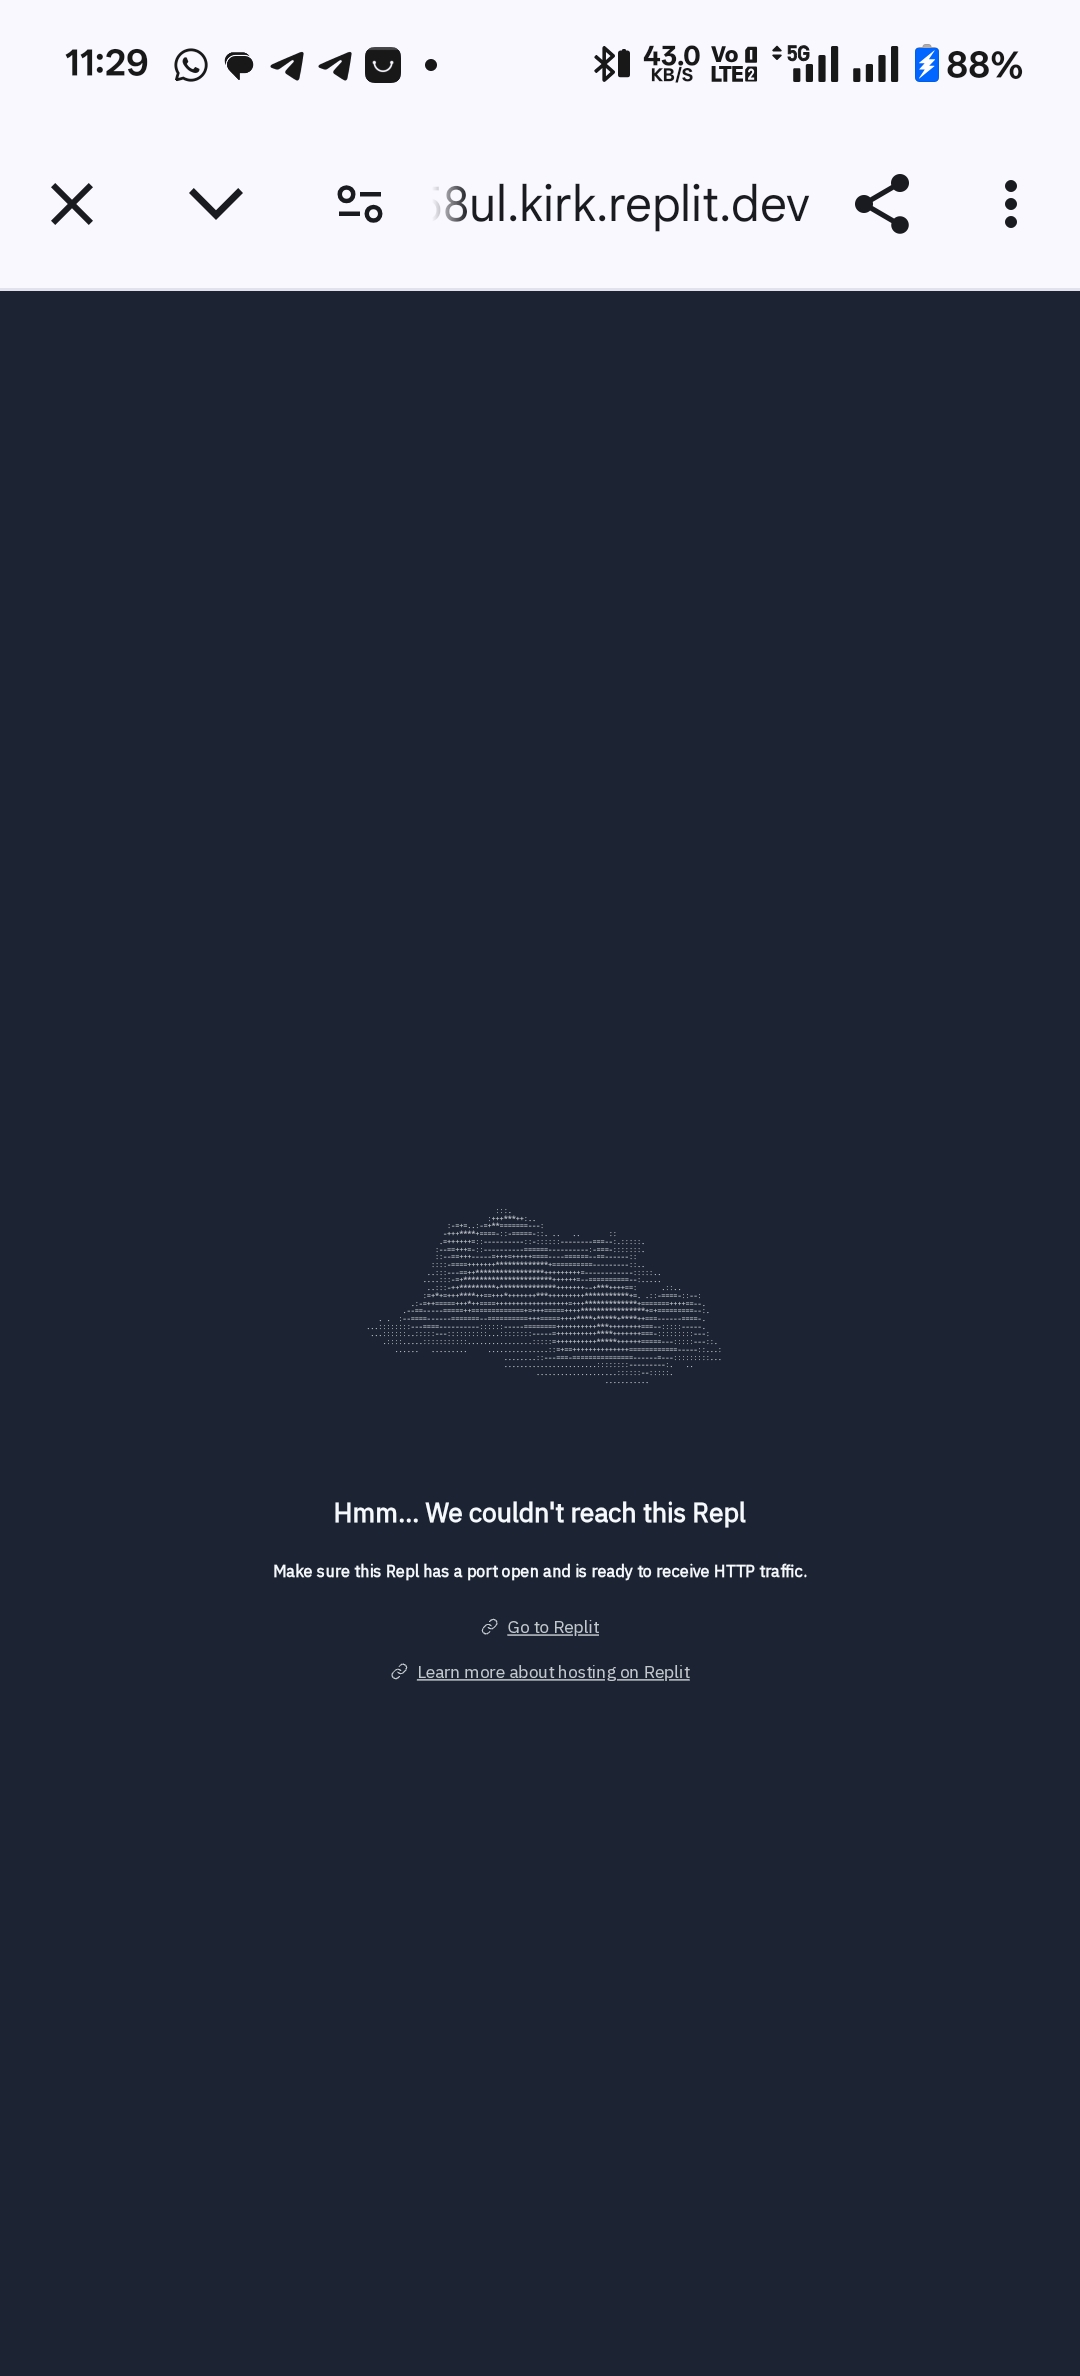 11:29 43.0 KB/S Vo LTE 1 2 5G 88%
8ul.kirk.replit.dev
Hmm... We couldn't reach this Repl
Make sure this Repl has a port open and is ready to receive HTTP traffic.
Go to Replit
Learn more about hosting on Replit